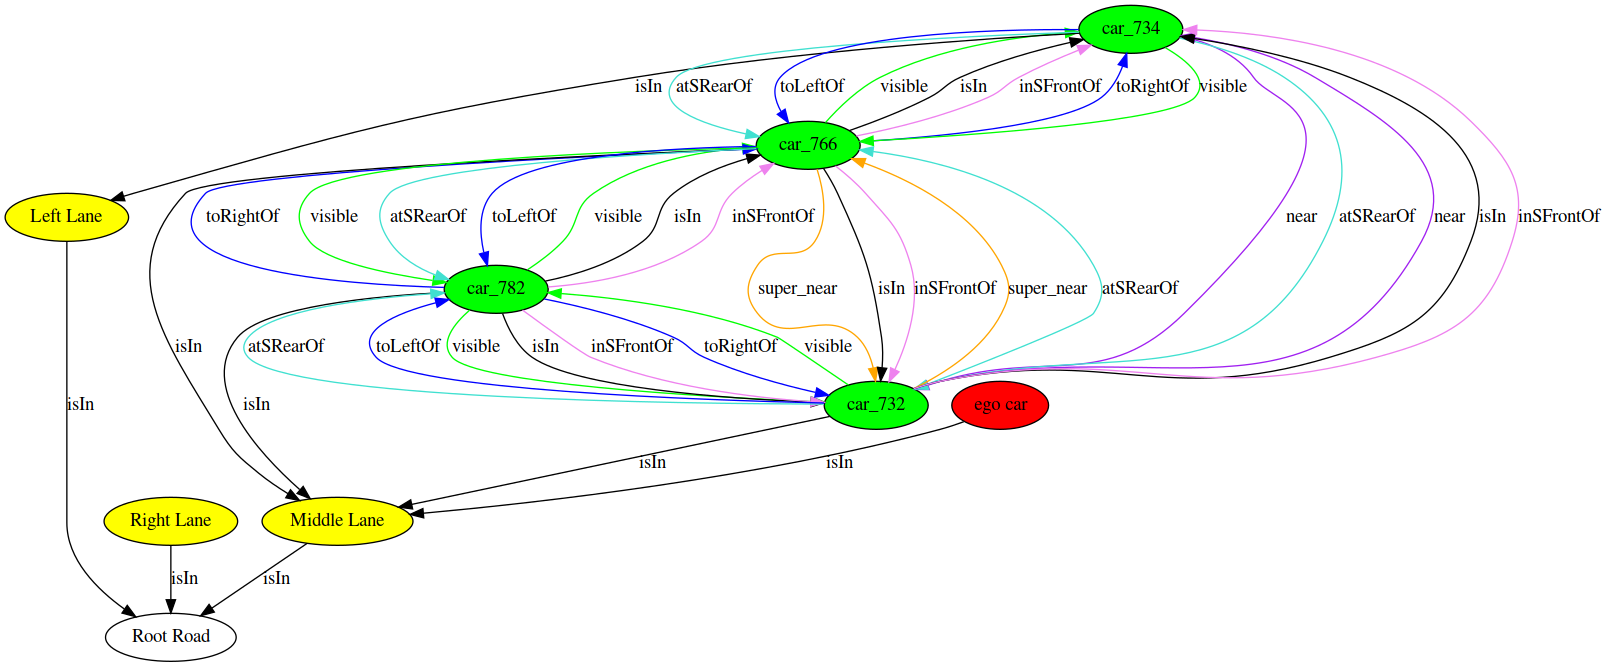 car_734
isIn
atSRearOf
toLeftOf
visible
isIn
inSFrontOf
toRightOf
visible
car_766
Left Lane
toRightOf
visible
atSRearOf
toLeftOf
visible
isIn
inSFrontOf
near
atSRearOf
near
isIn
inSFrontOf
car_782
super_near
isIn
inSFrontOf
super_near
atSRearOf
isIn
atSRearOf
toLeftOf
visible
isIn
inSFrontOf
toRightOf
visible
isIn
isIn
car_732
ego car
isIn
isIn
Right Lane
Middle Lane
isIn
isIn
Root Road